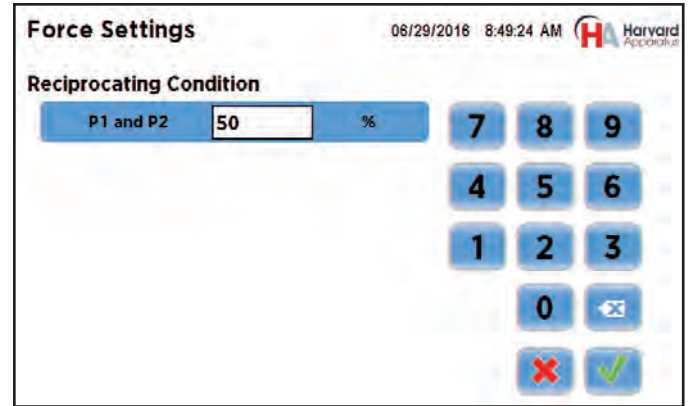 Force Settings
06/29/2016 8:49:24 AM
HA Harvard
Apparatus
Reciprocating Condition
P1 and P2 50 %
7 8 9
4 5 6
1 2 3
0